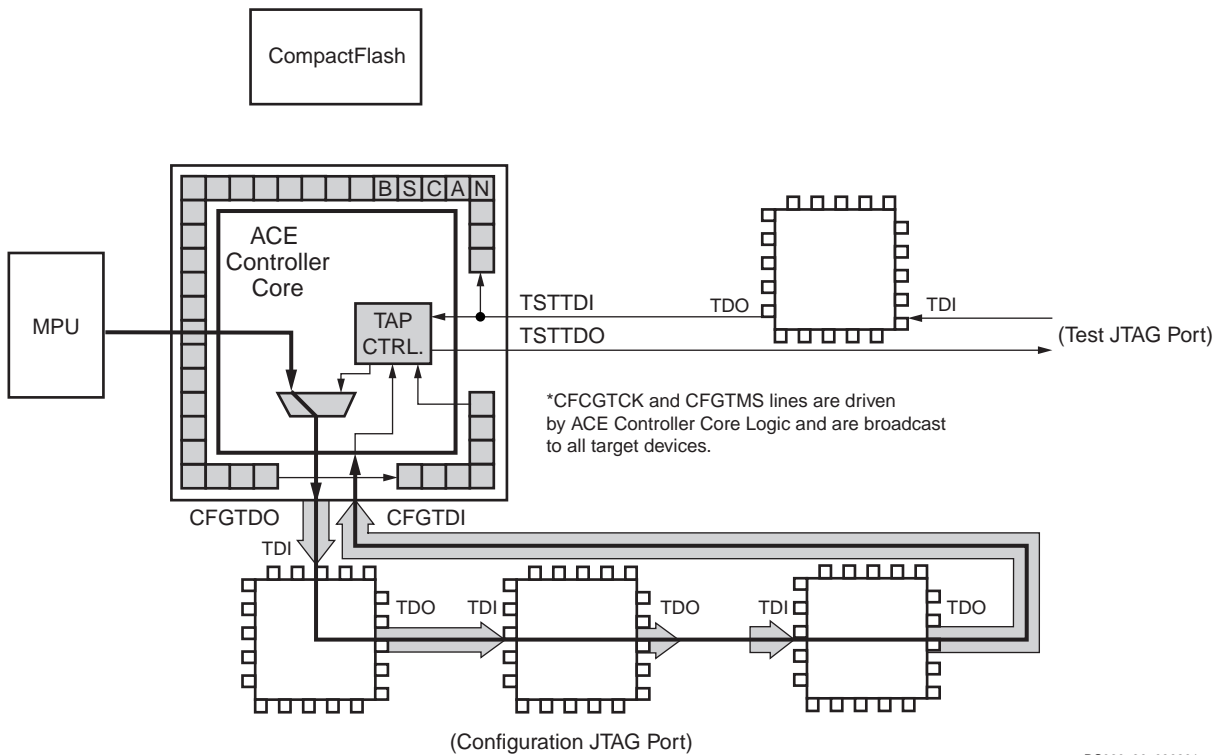 CompactFlash
BSCAN
ACE
Controller
Core
MPU
TAP
CTRL.
TSTTDI
TDO
TDI
TSTTDO
(Test JTAG Port)
*CFCGTCK and CFGTMS lines are driven
by ACE Controller Core Logic and are broadcast
to all target devices.
CFGTDO
CFGTDI
TDI
TDO
TDI
TDO
TDI
TDO
(Configuration JTAG Port)